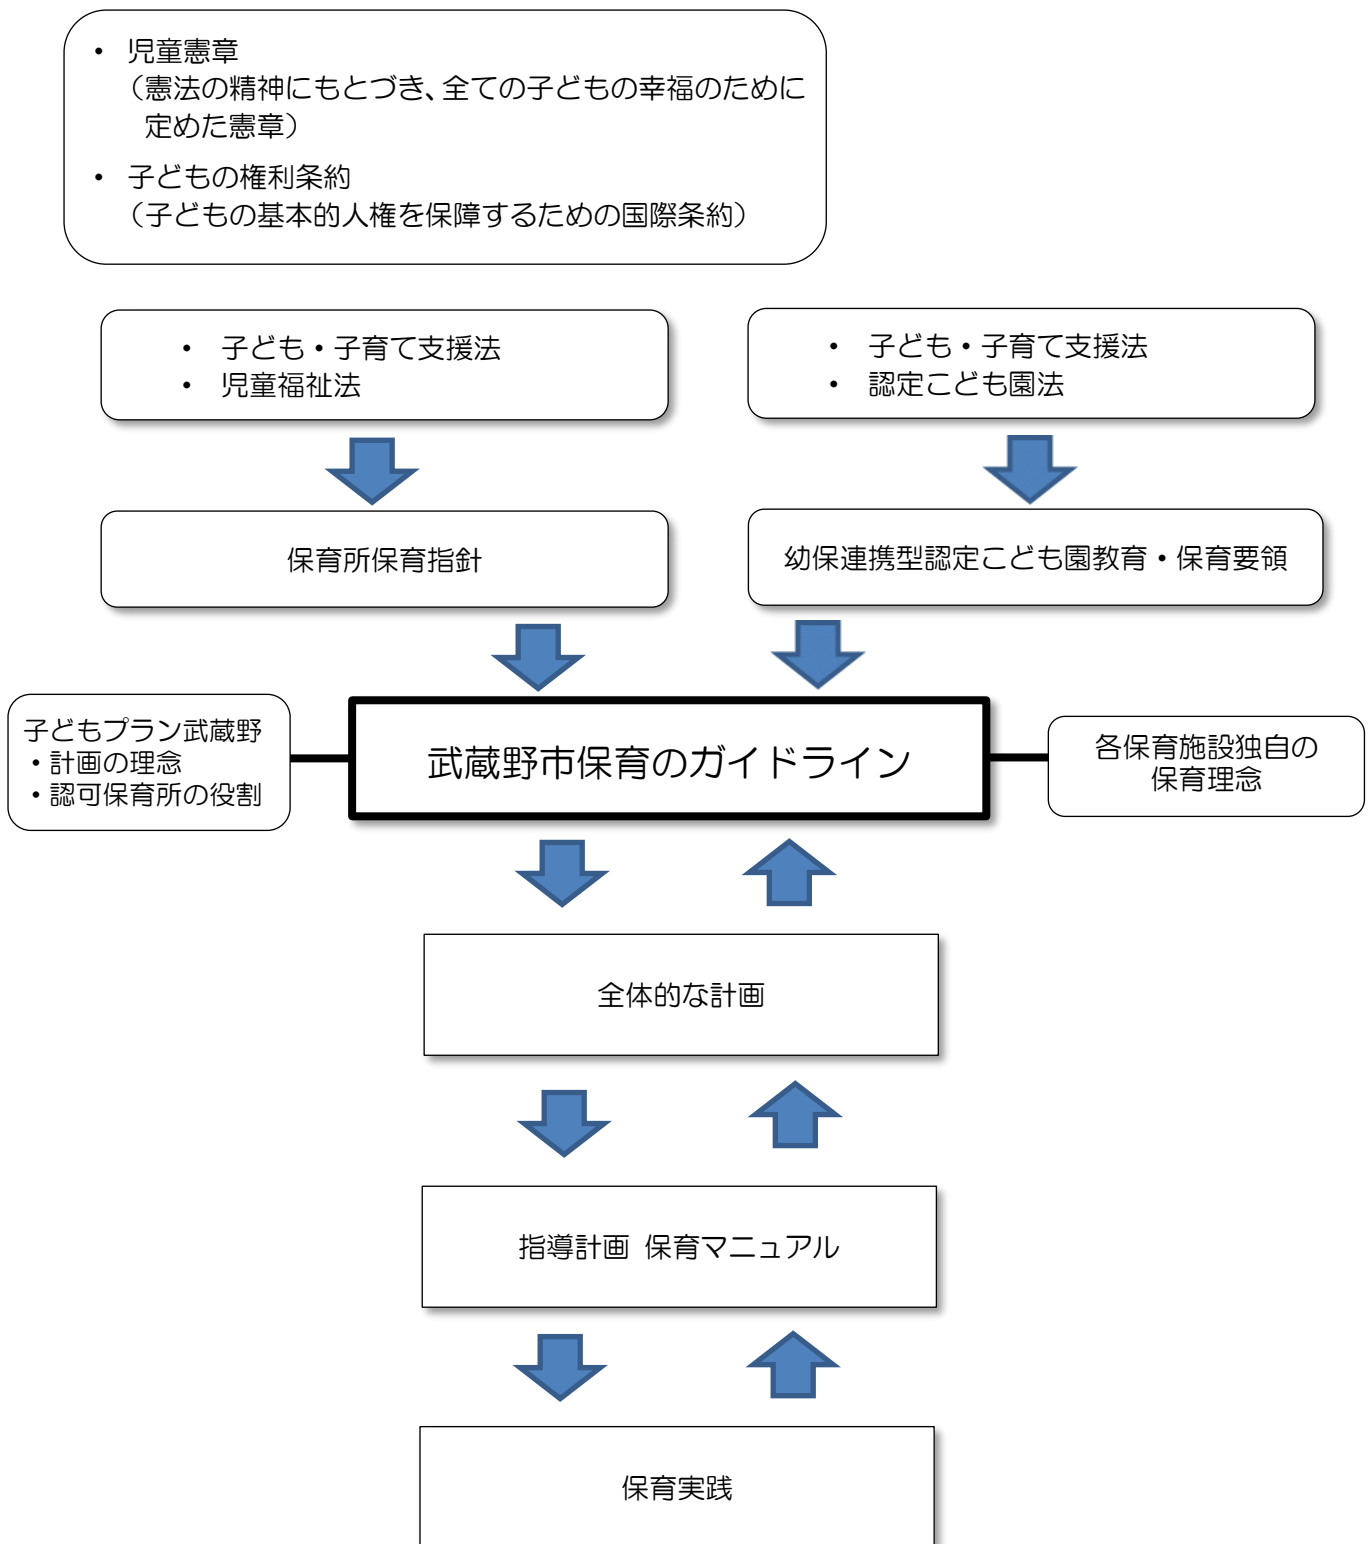 ・ 児童憲章
（憲法の精神にもとづき、全ての子どもの幸福のために
定めた憲章）
・ 子どもの権利条約
（子どもの基本的人権を保障するための国際条約）
・ 子ども・子育て支援法
・ 児童福祉法
・ 子ども・子育て支援法
・ 認定こども園法
保育所保育指針
幼保連携型認定こども園教育・保育要領
子どもプラン武蔵野
・計画の理念
・認可保育所の役割
武蔵野市保育のガイドライン
各保育施設独自の
保育理念
全体的な計画
指導計画 保育マニュアル
保育実践